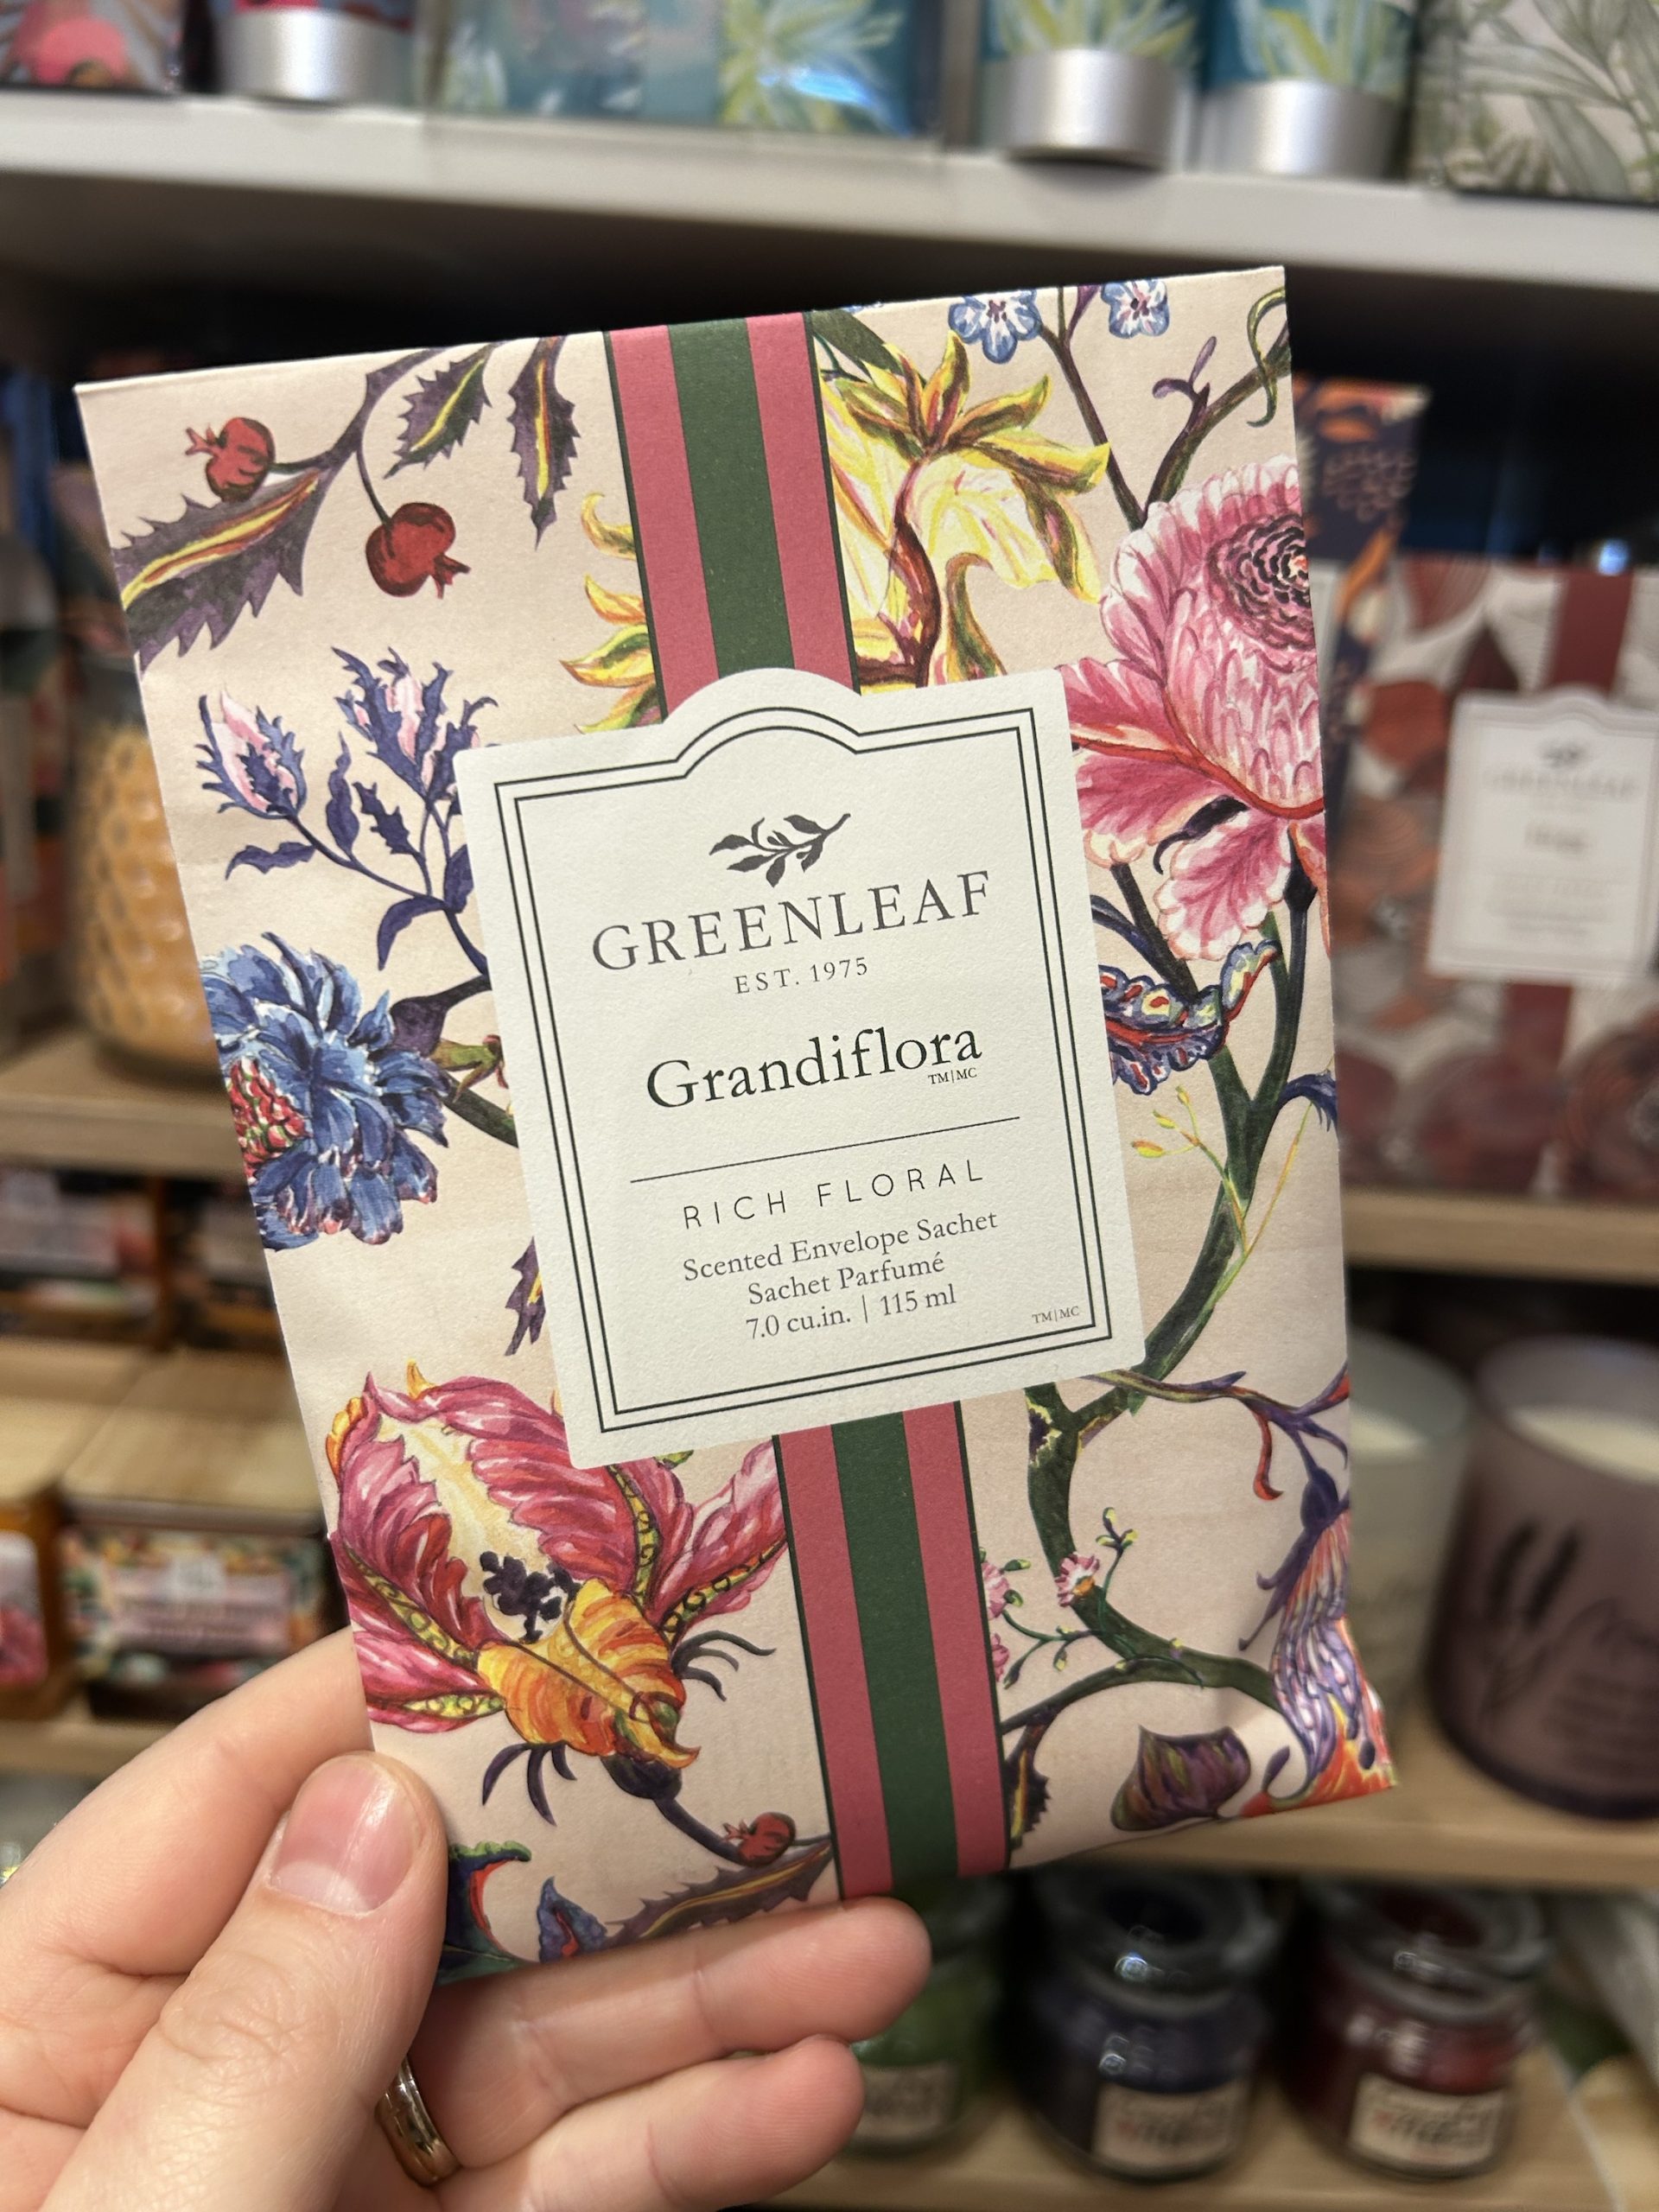 GREENLEAF
EST. 1975
Grandiflora
TM|MC
RICH FLORAL
Scented Envelope Sachet
Sachet Parfumé
7.0 cu.in. | 115 ml
TM|MC
GREENLEAF